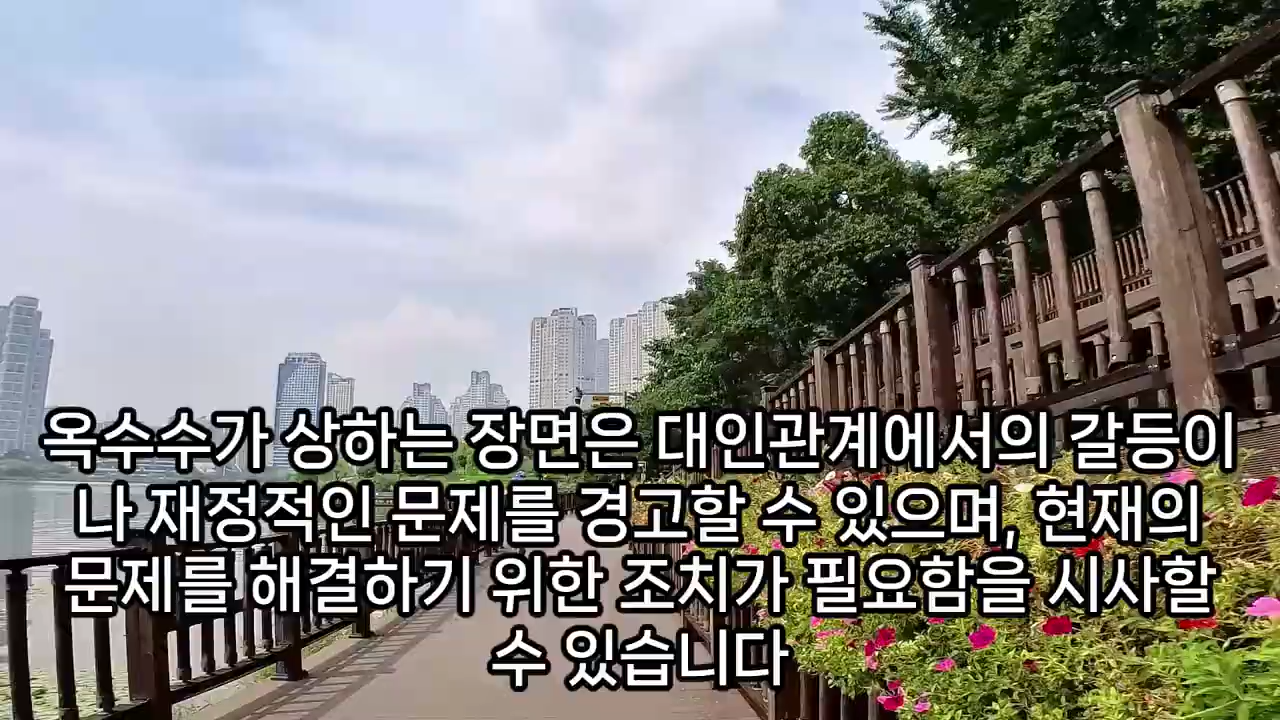 옥수수가 상하는 장면은 대인관계에서의 갈등이
나 재정적인 문제를 경고할 수 있으며, 현재의
문제를 해결하기 위한 조치가 필요함을 시사할
수 있습니다